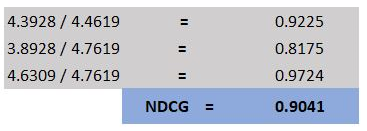 4.3928 / 4.4619 = 0.9225
3.8928 / 4.7619 = 0.8175
4.6309 / 4.7619 = 0.9724
NDCG = 0.9041